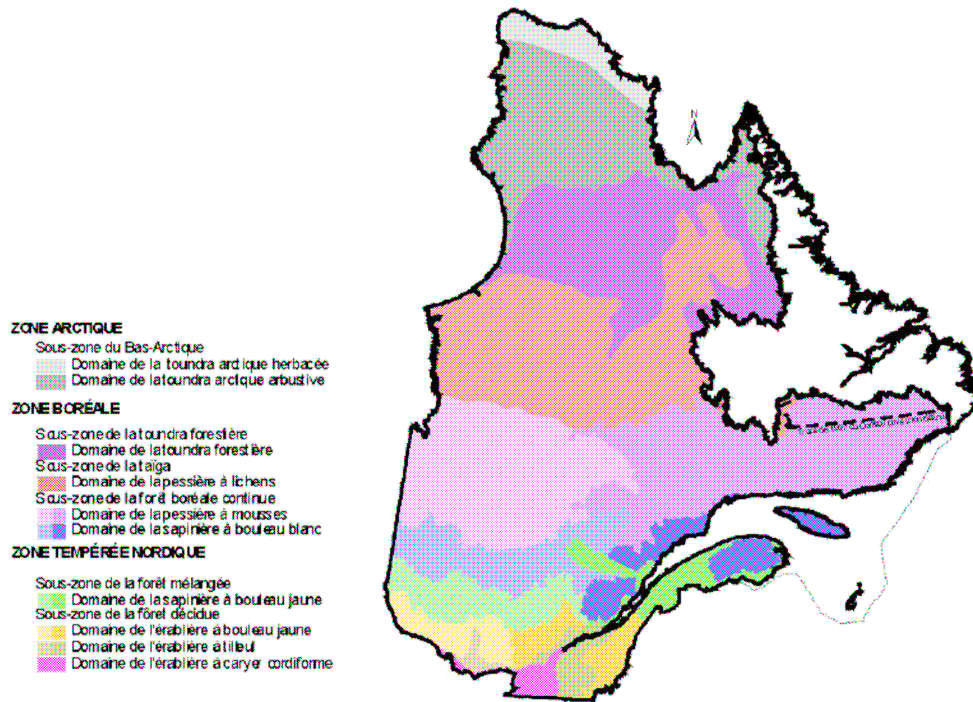 N
ZONE ARCTIQUE
Sous-zone du Bas-Arctique
Domaine de la toundra arctique herbacée
Domaine de la toundra arctique arbustive
ZONE BORÉALE
Sous-zone de la toundra forestière
Domaine de la toundra forestière
Sous-zone de la taïga
Domaine de la pessière à lichens
Sous-zone de la forêt boréale continue
Domaine de la pessière à mousses
Domaine de la sapinière à bouleau blanc
ZONE TEMPÉRÉE NORDIQUE
Sous-zone de la forêt mélangée
Domaine de la sapinière à bouleau jaune
Sous-zone de la fôret décidue
Domaine de l'érablière à bouleau jaune
Domaine de l'érablière à tilleul
Domaine de l'érablière à caryer cordiforme